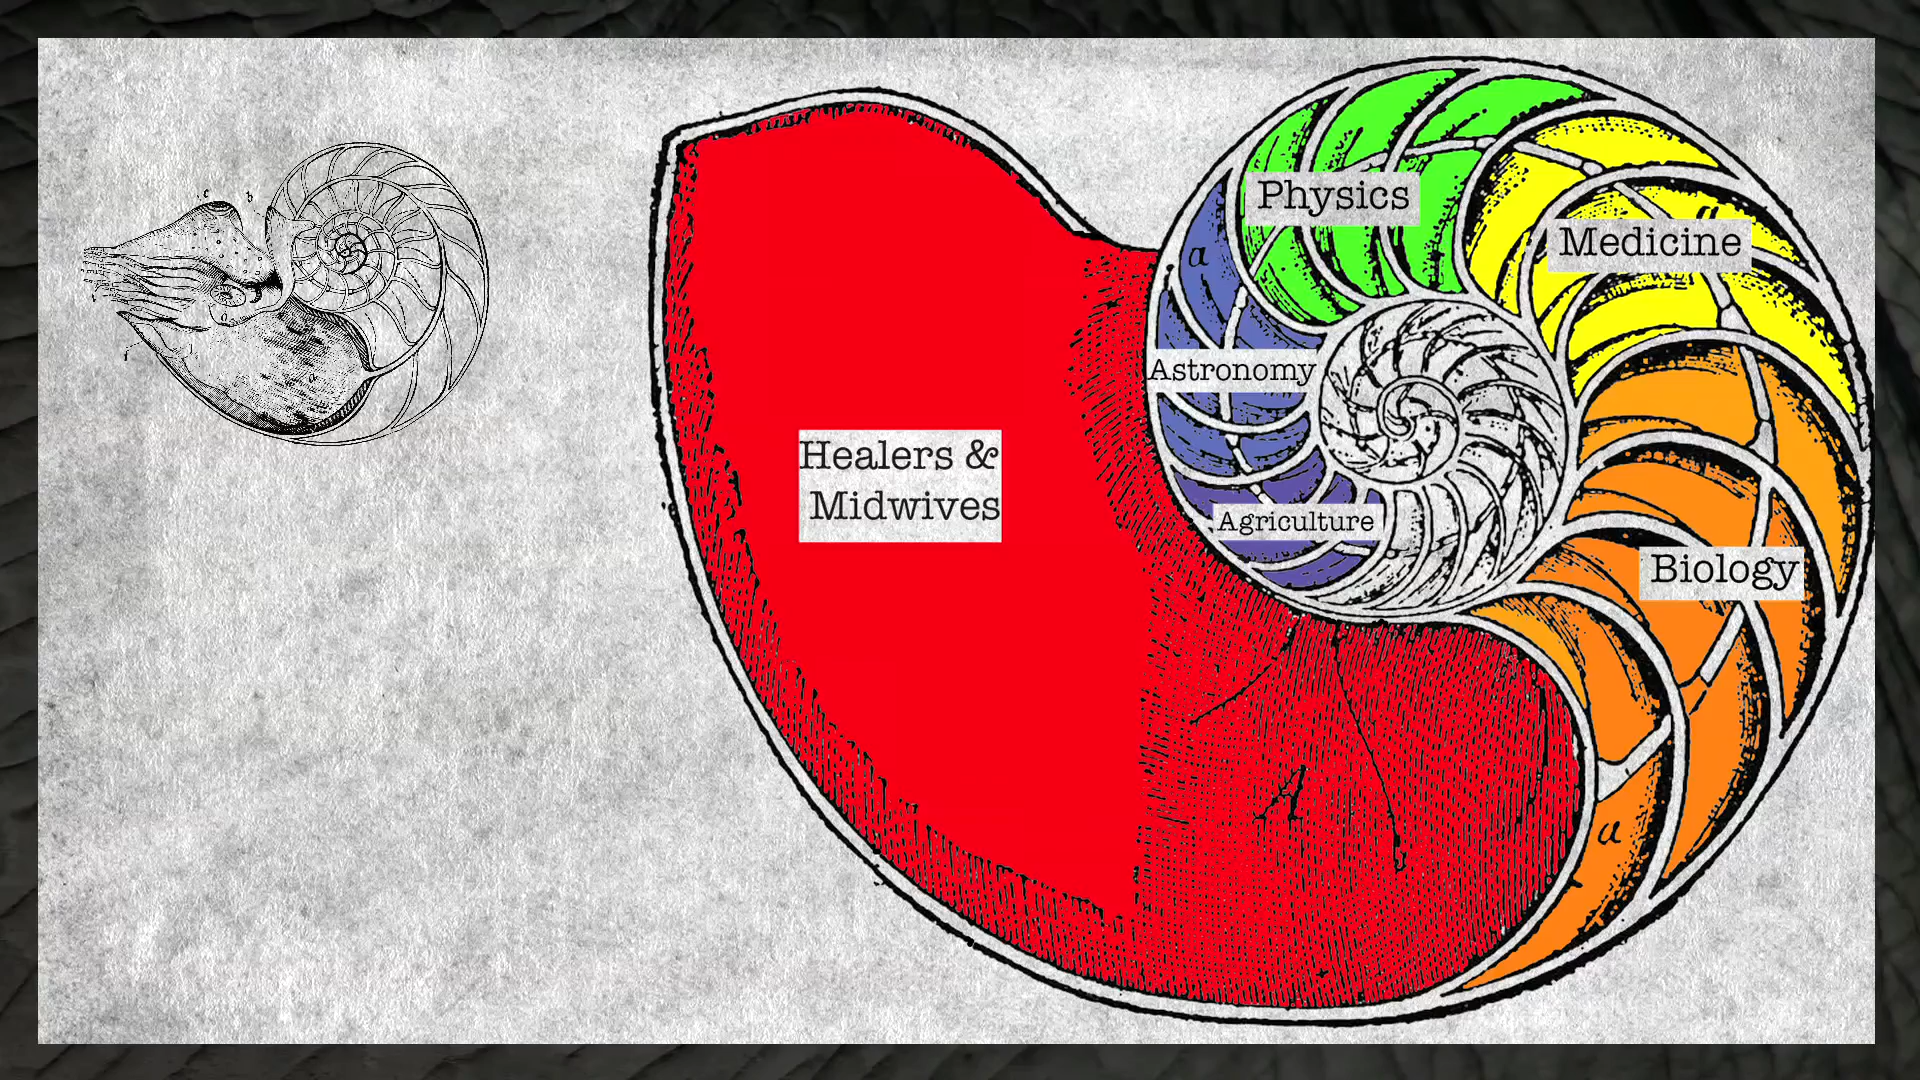 c
b
a
a
Physics
a
Medicine
a
Astronomy
Healers &
Midwives
Agriculture
Biology
a